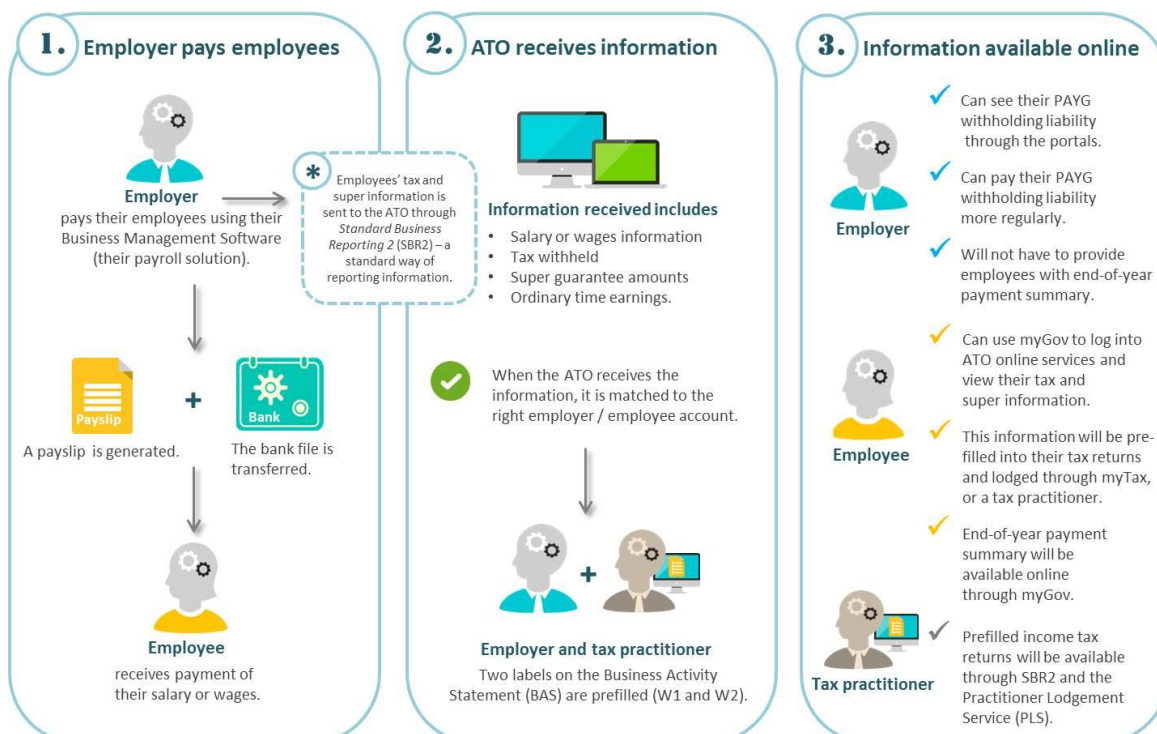 1. Employer pays employees
Employer
pays their employees using their
Business Management Software
(their payroll solution).
*
Employees' tax and
super information is
sent to the ATO through
Standard Business
Reporting 2 (SBR2) – a
standard way of
reporting information.
Payslip
+
Bank
A payslip is generated.
The bank file is
transferred.
Employee
receives payment of
their salary or wages.
2. ATO receives information
Information received includes
• Salary or wages information
• Tax withheld
• Super guarantee amounts
• Ordinary time earnings.
When the ATO receives the
information, it is matched to the
right employer / employee account.
+
Employer and tax practitioner
Two labels on the Business Activity
Statement (BAS) are prefilled (W1 and W2).
3. Information available online
Employer
Can see their PAYG
withholding liability
through the portals.
Can pay their PAYG
withholding liability
more regularly.
Will not have to provide
employees with end-of-year
payment summary.
Employee
Can use myGov to log into
ATO online services and
view their tax and
super information.
This information will be pre-
filled into their tax returns
and lodged through myTax,
or a tax practitioner.
End-of-year payment
summary will be
available online
through myGov.
Tax practitioner
Prefilled income tax
returns will be available
through SBR2 and the
Practitioner Lodgement
Service (PLS).